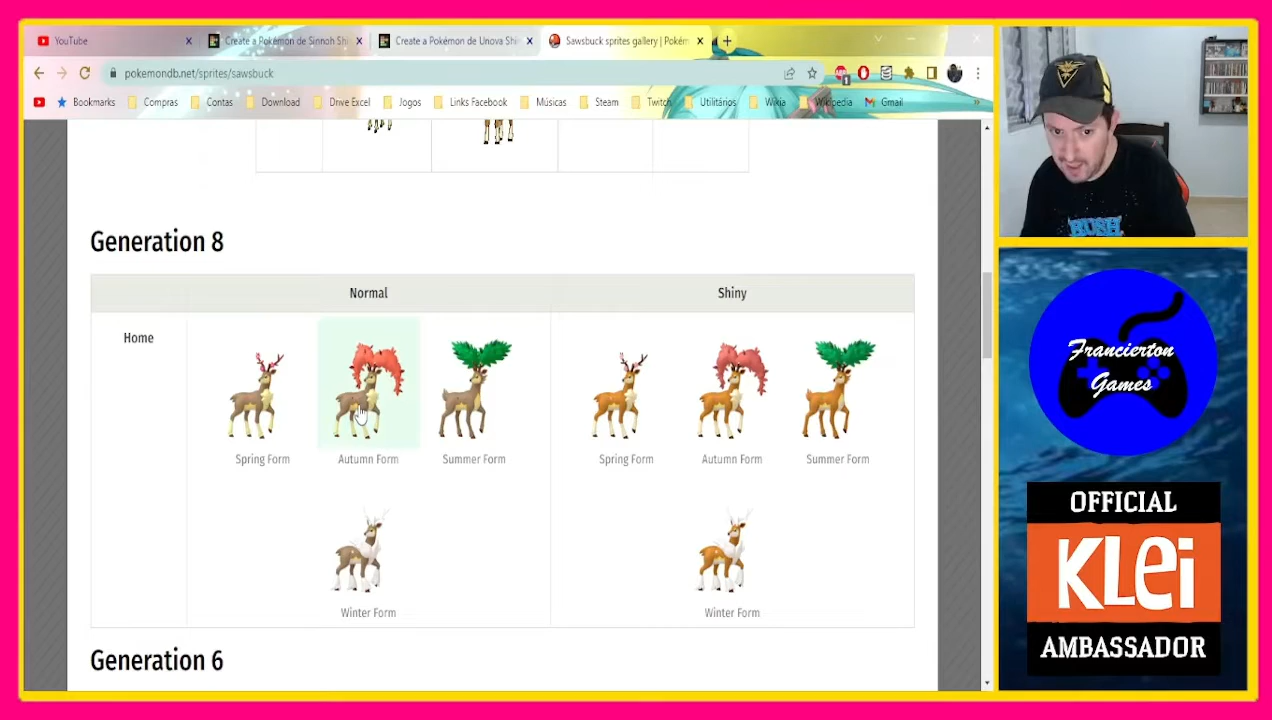 YouTube
Create a Pokémon de Sinnoh Shi
Create a Pokémon de Unova Shi
Sawsbuck sprites gallery | Pokém
pokemondb.net/sprites/sawsbuck
Bookmarks
Compras
Contas
Download
Drive Excel
Jogos
Links Facebook
Músicas
Steam
Twitch
Utilitários
Wikia
Wikipedia
Gmail
Generation 8
Normal
Shiny
Home
Spring Form
Autumn Form
Summer Form
Spring Form
Autumn Form
Summer Form
Winter Form
Winter Form
Generation 6
RUSH
Francierton
Games
OFFICIAL
KLei
AMBASSADOR